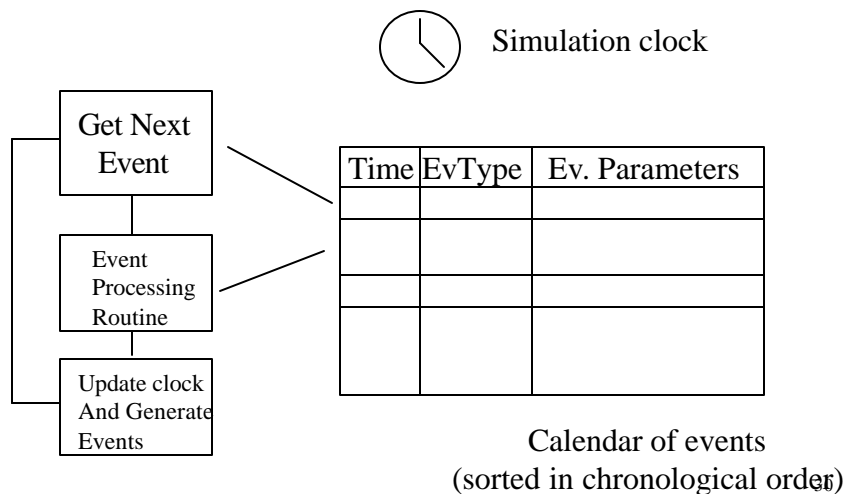 Simulation clock
Get Next
Event
Time EvType Ev. Parameters
Event
Processing
Routine
Update clock
And Generate
Events
Calendar of events
(sorted in chronological order)